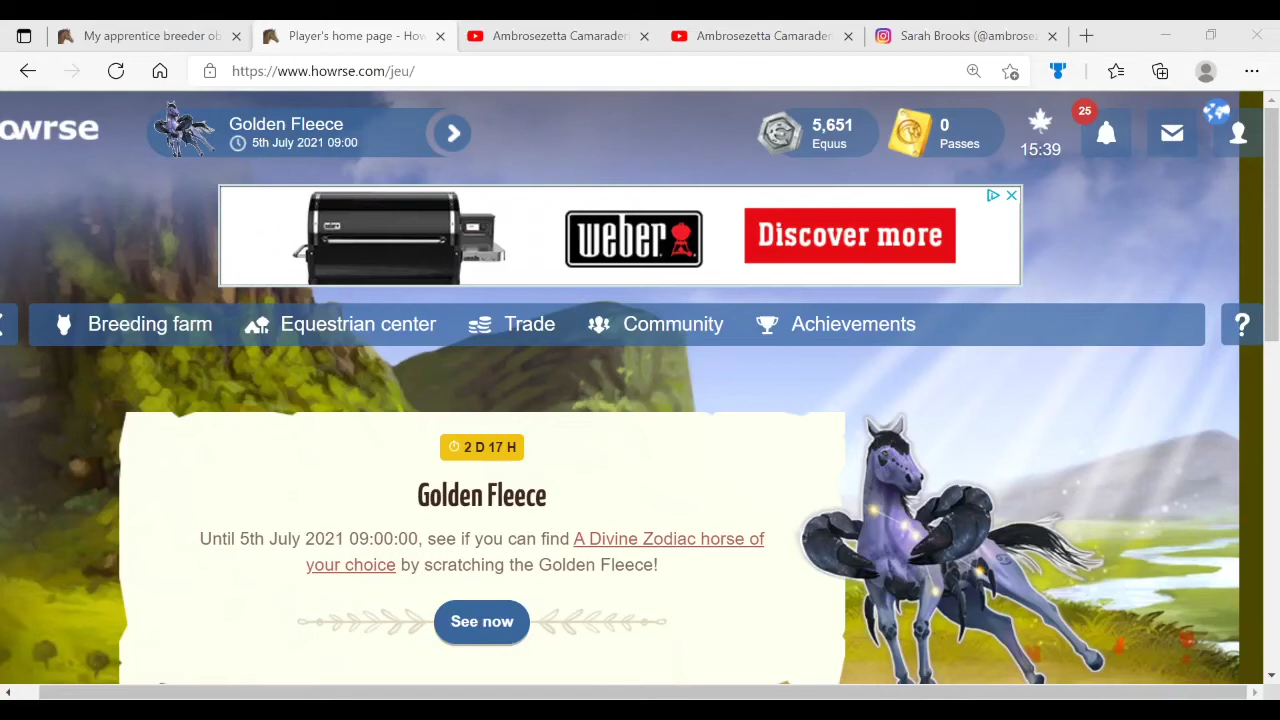 My apprentice breeder ob
Player's home page - Ho
Ambrosezetta Camarader
Ambrosezetta Camarader
Sarah Brooks (@ambrose
https://www.howrse.com/jeu/
owrse
Golden Fleece
5th July 2021 09:00
5,651
Equus
0
Passes
15:39
25
weber
Discover more
Breeding farm
Equestrian center
Trade
Community
Achievements
?
2 D 17 H
Golden Fleece
Until 5th July 2021 09:00:00, see if you can find A Divine Zodiac horse of
your choice by scratching the Golden Fleece!
See now